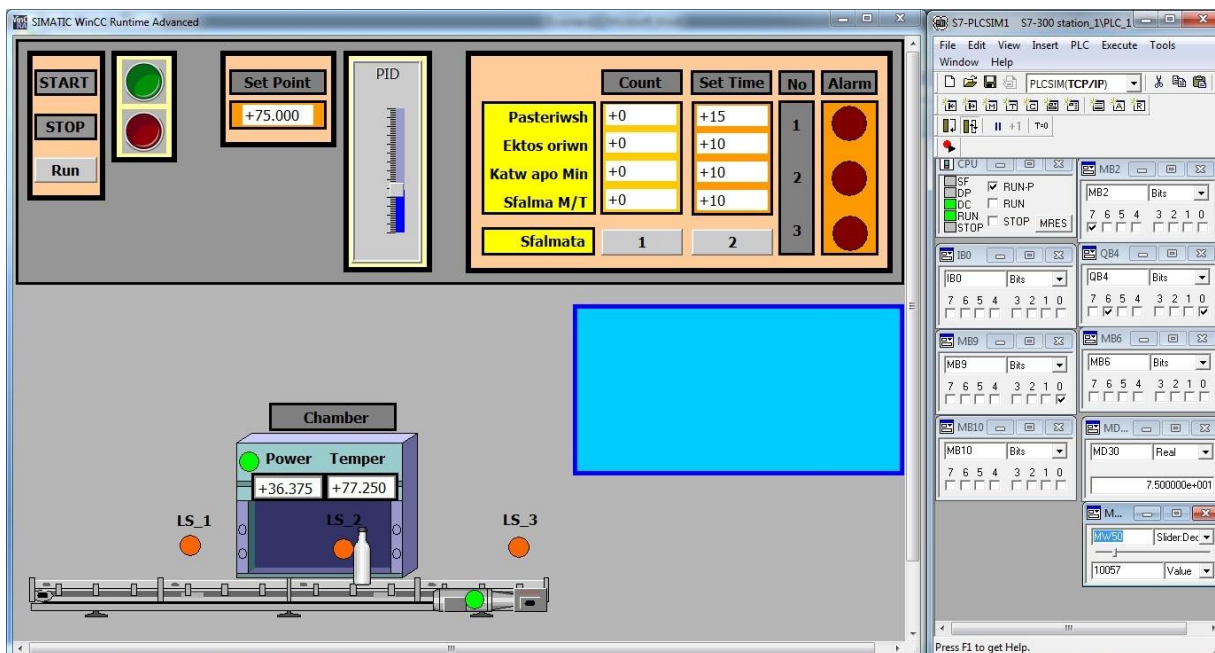 SIMATIC WinCC Runtime Advanced
START
STOP
Run
Set Point
+75.000
PID
Count
Set Time
No
Alarm
Pasteriwsh
+0
+15
1
Ektos oriwn
+0
+10
Katw apo Min
+0
+10
2
Sfalma M/T
+0
+10
Sfalmata
1
2
3
Chamber
Power Temper
+36.375
+77.250
LS_1
LS_2
LS_3
S7-PLCSIM1 S7-300 station_1\PLC_1
File Edit View Insert PLC Execute Tools
Window Help
PLCSIM(TCP/IP)
+1 T=0
CPU
SF
DP
DC
RUN
STOP
RUN-P
RUN
STOP
MRES
MB2
MB2 Bits
7 6 5 4 3 2 1 0
IB0
IB0 Bits
7 6 5 4 3 2 1 0
QB4
QB4 Bits
7 6 5 4 3 2 1 0
MB9
MB9 Bits
7 6 5 4 3 2 1 0
MB6
MB6 Bits
7 6 5 4 3 2 1 0
MB10
MB10 Bits
7 6 5 4 3 2 1 0
MD...
MD30 Real
7.500000e+001
M...
MW50 Slider:Dec
10057 Value
Press F1 to get Help.